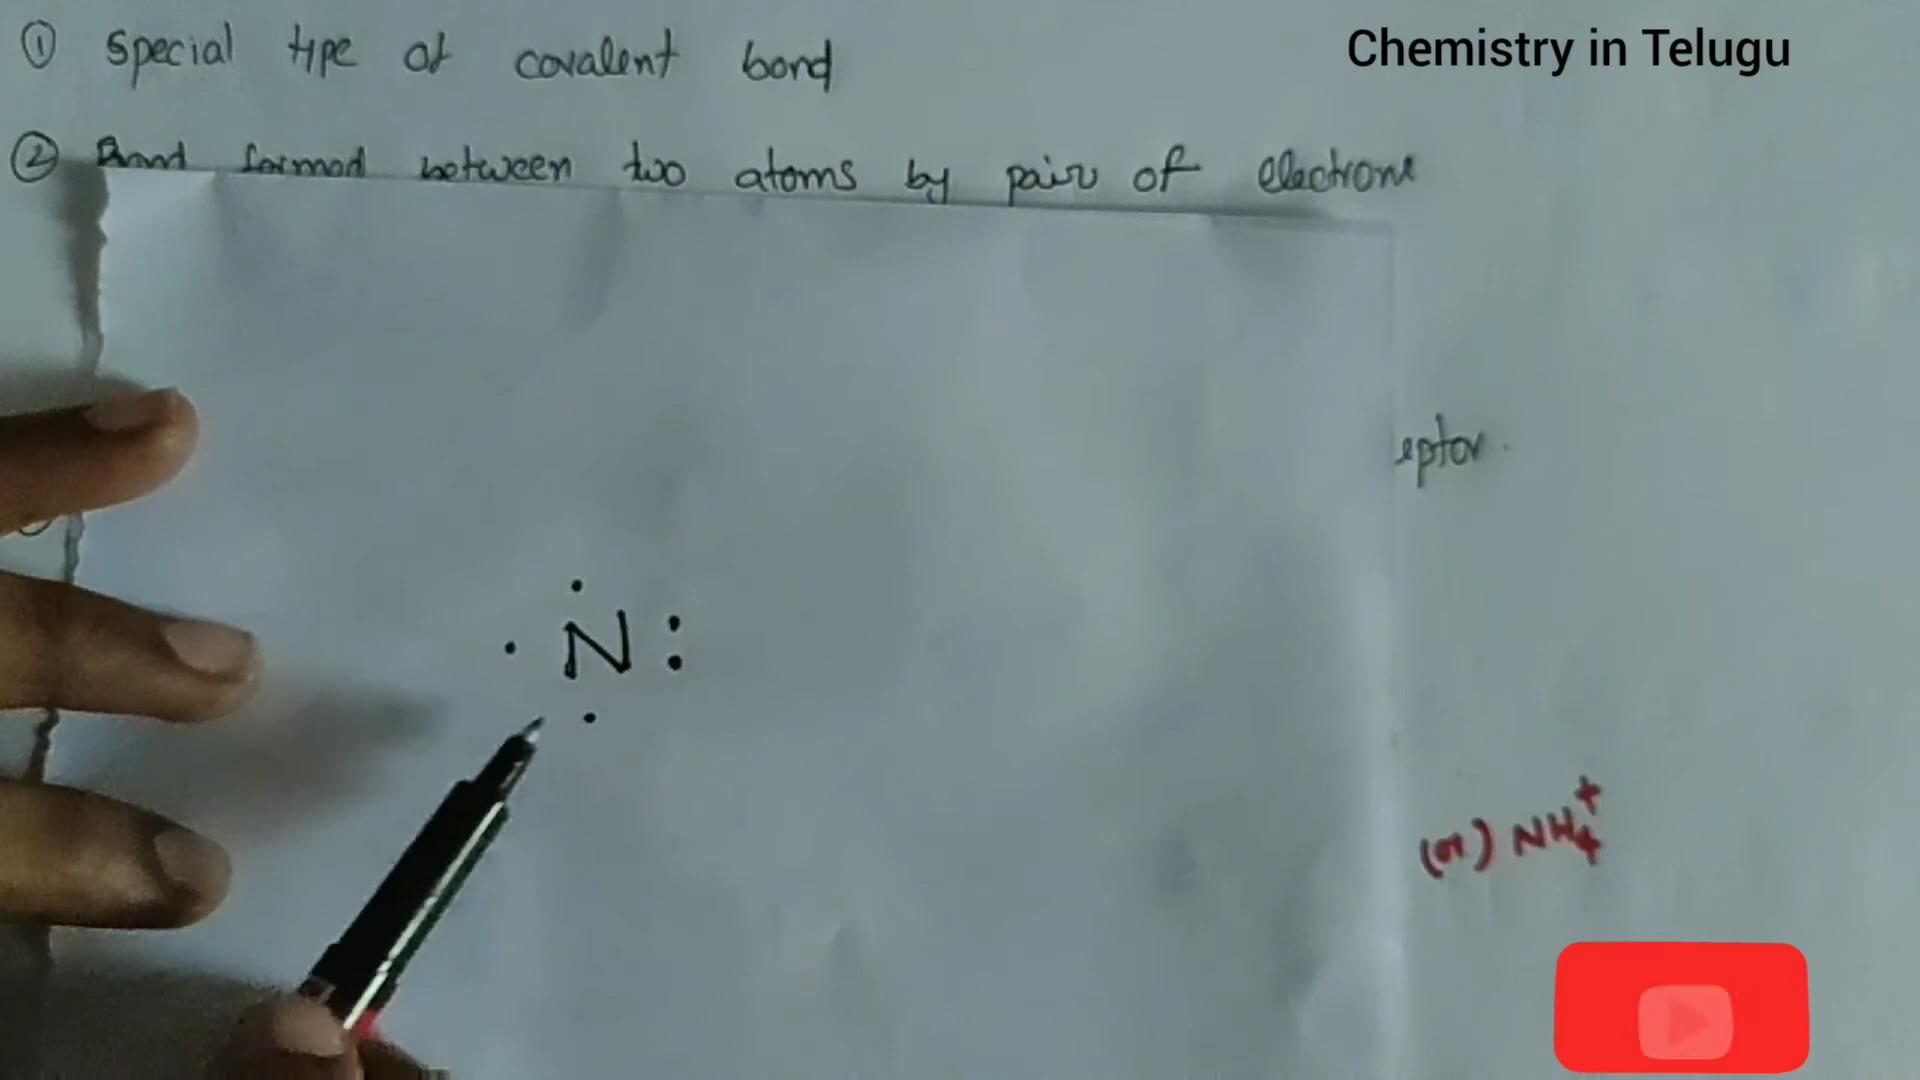 ① Special type of covalent bond
Chemistry in Telugu
② Bond formed between two atoms by pair of electrons
eptor.
N
(or) NH₄⁺